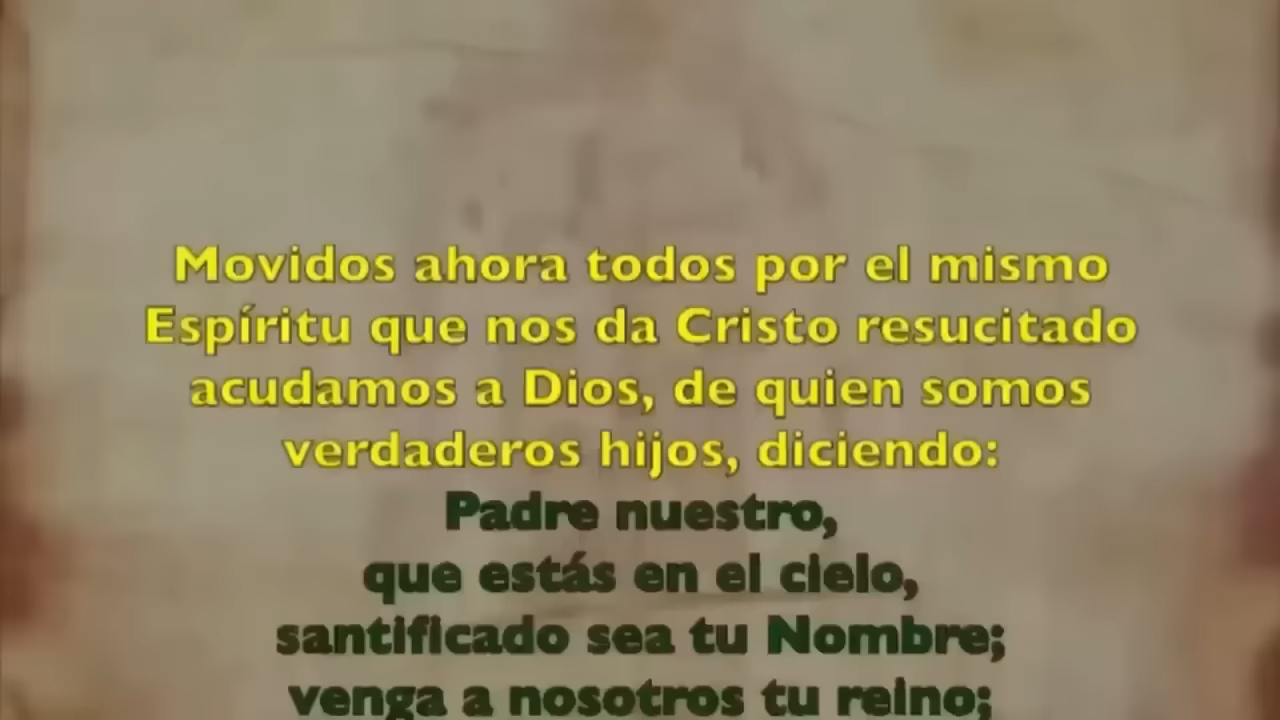 Movidos ahora todos por el mismo
Espíritu que nos da Cristo resucitado
acudamos a Dios, de quien somos
verdaderos hijos, diciendo:
Padre nuestro,
que estás en el cielo,
santificado sea tu Nombre;
venga a nosotros tu reino;